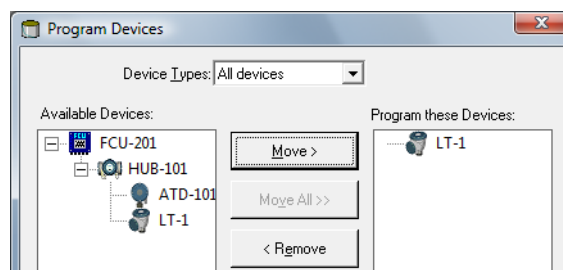 Program Devices
Device Types: All devices
Available Devices:
Program these Devices:
FCU-201
HUB-101
ATD-101
LT-1
LT-1
Move >
Move All >>
< Remove